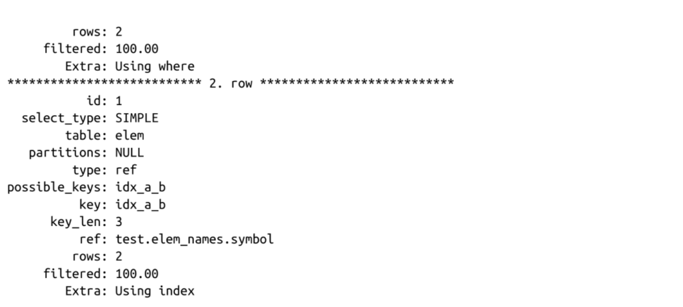 rows: 2
filtered: 100.00
Extra: Using where
*************************** 2. row ***************************
id: 1
select_type: SIMPLE
table: elem
partitions: NULL
type: ref
possible_keys: idx_a_b
key: idx_a_b
key_len: 3
ref: test.elem_names.symbol
rows: 2
filtered: 100.00
Extra: Using index